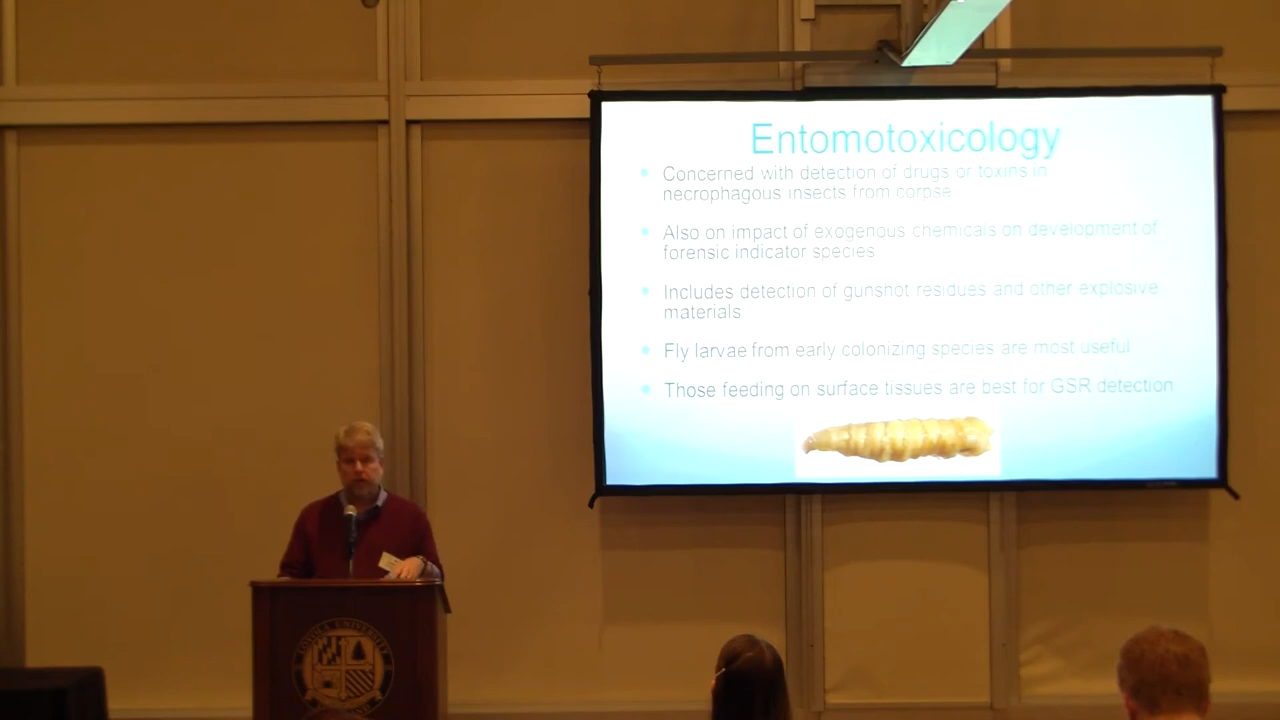 Entomotoxicology
Concerned with detection of drugs or toxins in
necrophagous insects from corpse
Also on impact of exogenous chemicals on development of
forensic indicator species
Includes detection of gunshot residues and other explosive
materials
Fly larvae from early colonizing species are most useful
Those feeding on surface tissues are best for GSR detection
LOYOLA UNIVERSITY